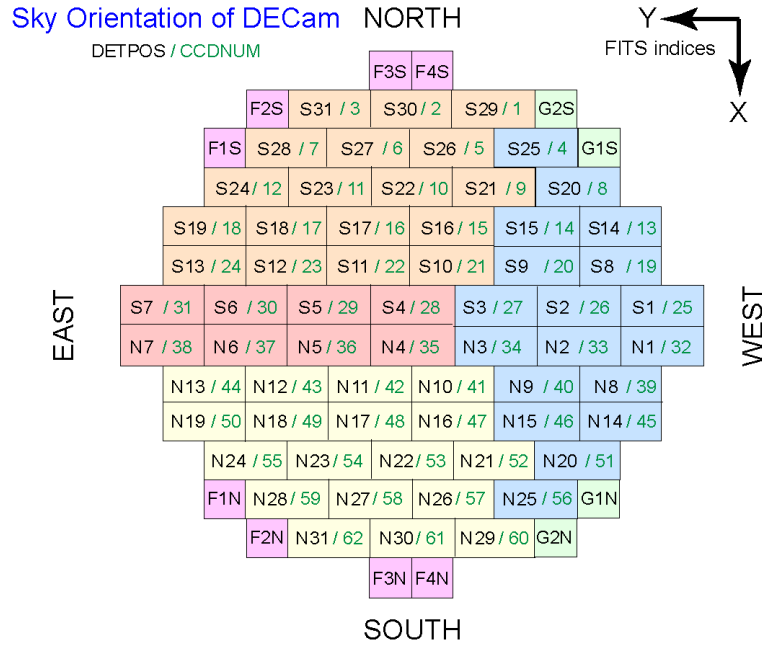 Sky Orientation of DECam NORTH
DETPOS / CCDNUM
Y
FITS indices
X
F3S F4S
F2S S31 / 3 S30 / 2 S29 / 1 G2S
F1S S28 / 7 S27 / 6 S26 / 5 S25 / 4 G1S
S24 / 12 S23 / 11 S22 / 10 S21 / 9 S20 / 8
S19 / 18 S18 / 17 S17 / 16 S16 / 15 S15 / 14 S14 / 13
S13 / 24 S12 / 23 S11 / 22 S10 / 21 S9 / 20 S8 / 19
S7 / 31 S6 / 30 S5 / 29 S4 / 28 S3 / 27 S2 / 26 S1 / 25
EAST
WEST
N7 / 38 N6 / 37 N5 / 36 N4 / 35 N3 / 34 N2 / 33 N1 / 32
N13 / 44 N12 / 43 N11 / 42 N10 / 41 N9 / 40 N8 / 39
N19 / 50 N18 / 49 N17 / 48 N16 / 47 N15 / 46 N14 / 45
N24 / 55 N23 / 54 N22 / 53 N21 / 52 N20 / 51
F1N N28 / 59 N27 / 58 N26 / 57 N25 / 56 G1N
F2N N31 / 62 N30 / 61 N29 / 60 G2N
F3N F4N
SOUTH